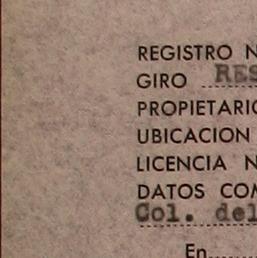 REGISTRO N
GIRO RES
PROPIETARIO
UBICACION
LICENCIA N
DATOS COM
Col. del
En